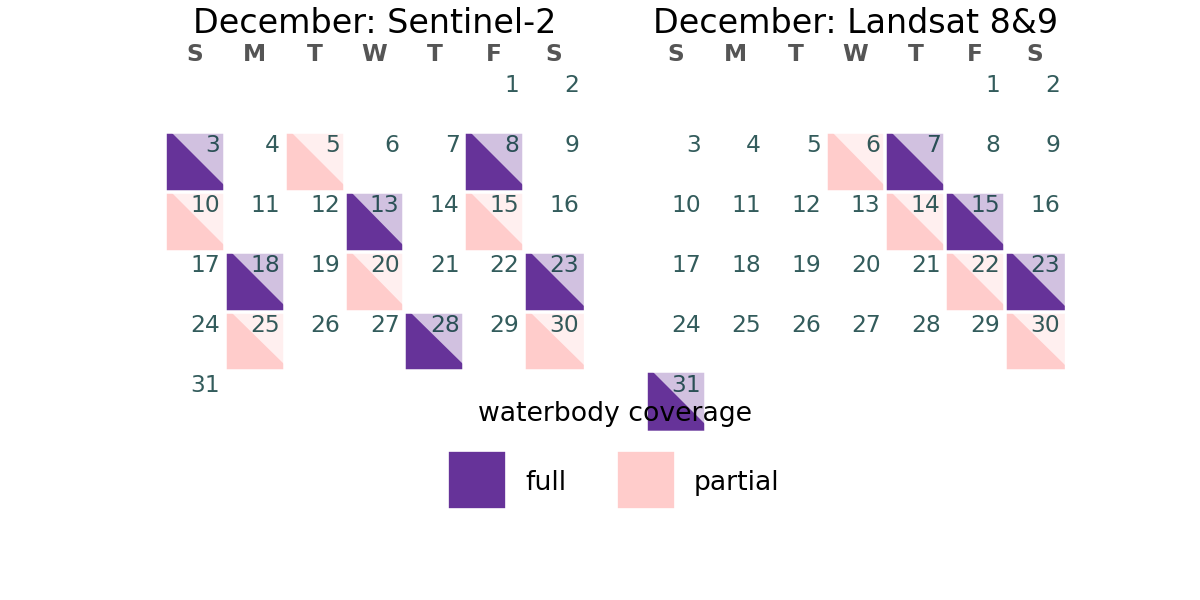 December: Sentinel-2
S M T W T F S
1 2
3 4 5 6 7 8 9
10 11 12 13 14 15 16
17 18 19 20 21 22 23
24 25 26 27 28 29 30
31
December: Landsat 8&9
S M T W T F S
1 2
3 4 5 6 7 8 9
10 11 12 13 14 15 16
17 18 19 20 21 22 23
24 25 26 27 28 29 30
31
waterbody coverage
full partial